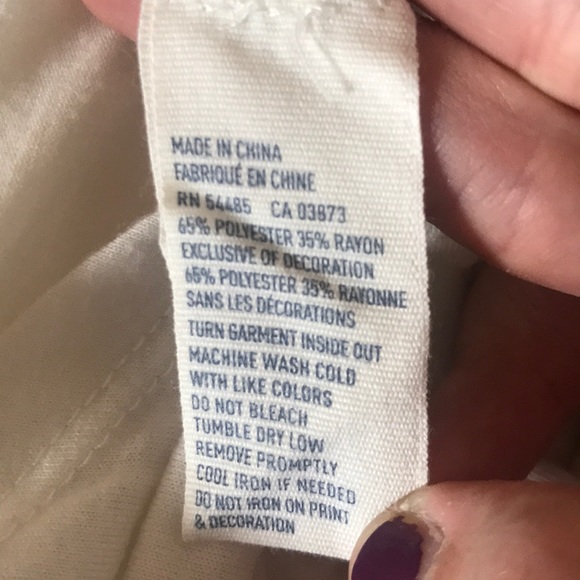 MADE IN CHINA
FABRIQUÉ EN CHINE
RN 54485 CA 03873
65% POLYESTER 35% RAYON
EXCLUSIVE OF DECORATION
65% POLYESTER 35% RAYONNE
SANS LES DÉCORATIONS
TURN GARMENT INSIDE OUT
MACHINE WASH COLD
WITH LIKE COLORS
DO NOT BLEACH
TUMBLE DRY LOW
REMOVE PROMPTLY
COOL IRON IF NEEDED
DO NOT IRON ON PRINT
& DECORATION